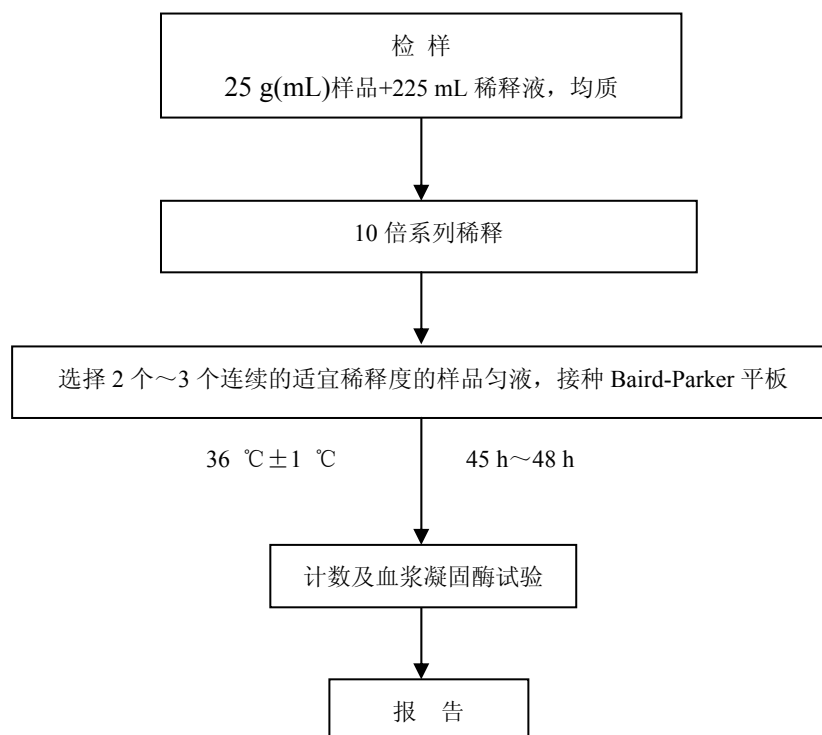 检 样
25 g(mL)样品+225 mL 稀释液，均质
10 倍系列稀释
选择 2 个～3 个连续的适宜稀释度的样品匀液，接种 Baird-Parker 平板
36 ℃±1 ℃ 45 h～48 h
计数及血浆凝固酶试验
报 告